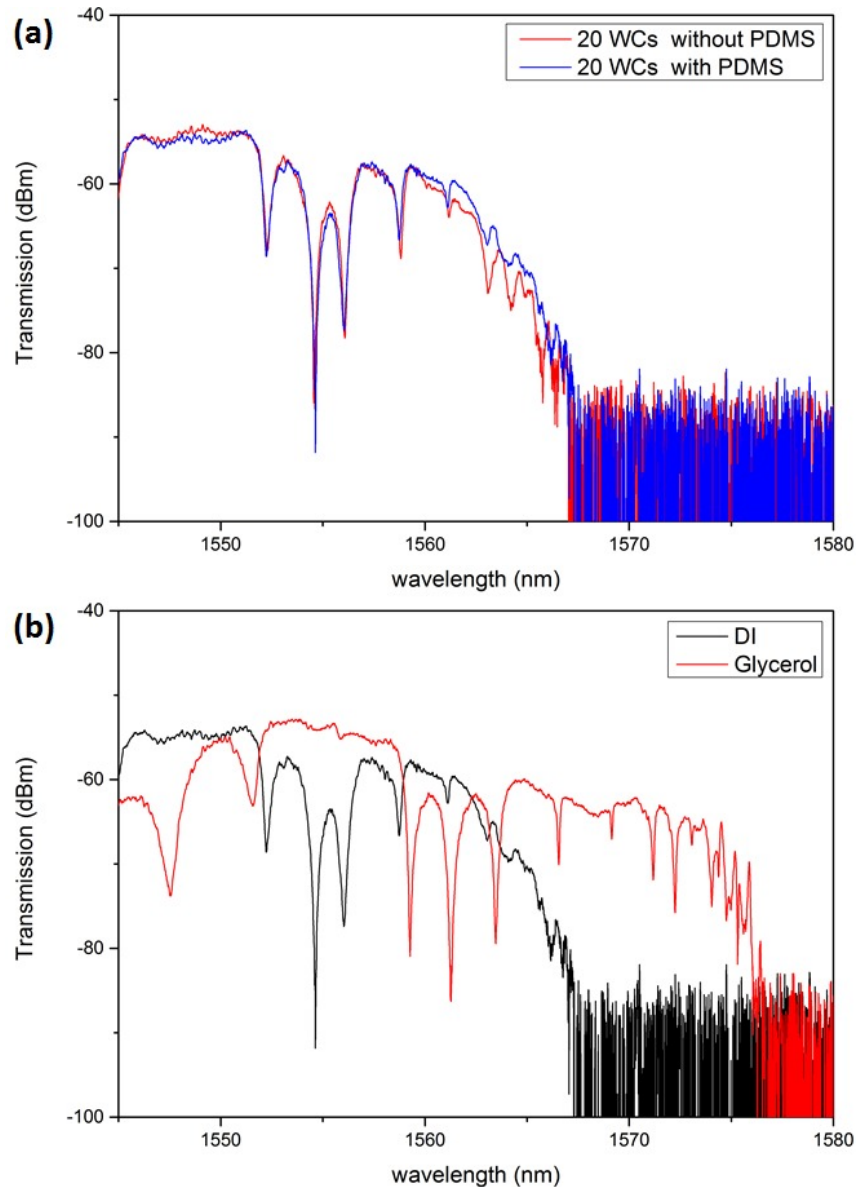 (a)
-40
20 WCs without PDMS
20 WCs with PDMS
-60
Transmission (dBm)
-80
-100
1550
1560
1570
1580
wavelength (nm)
(b)
-40
DI
Glycerol
-60
Transmission (dBm)
-80
-100
1550
1560
1570
1580
wavelength (nm)